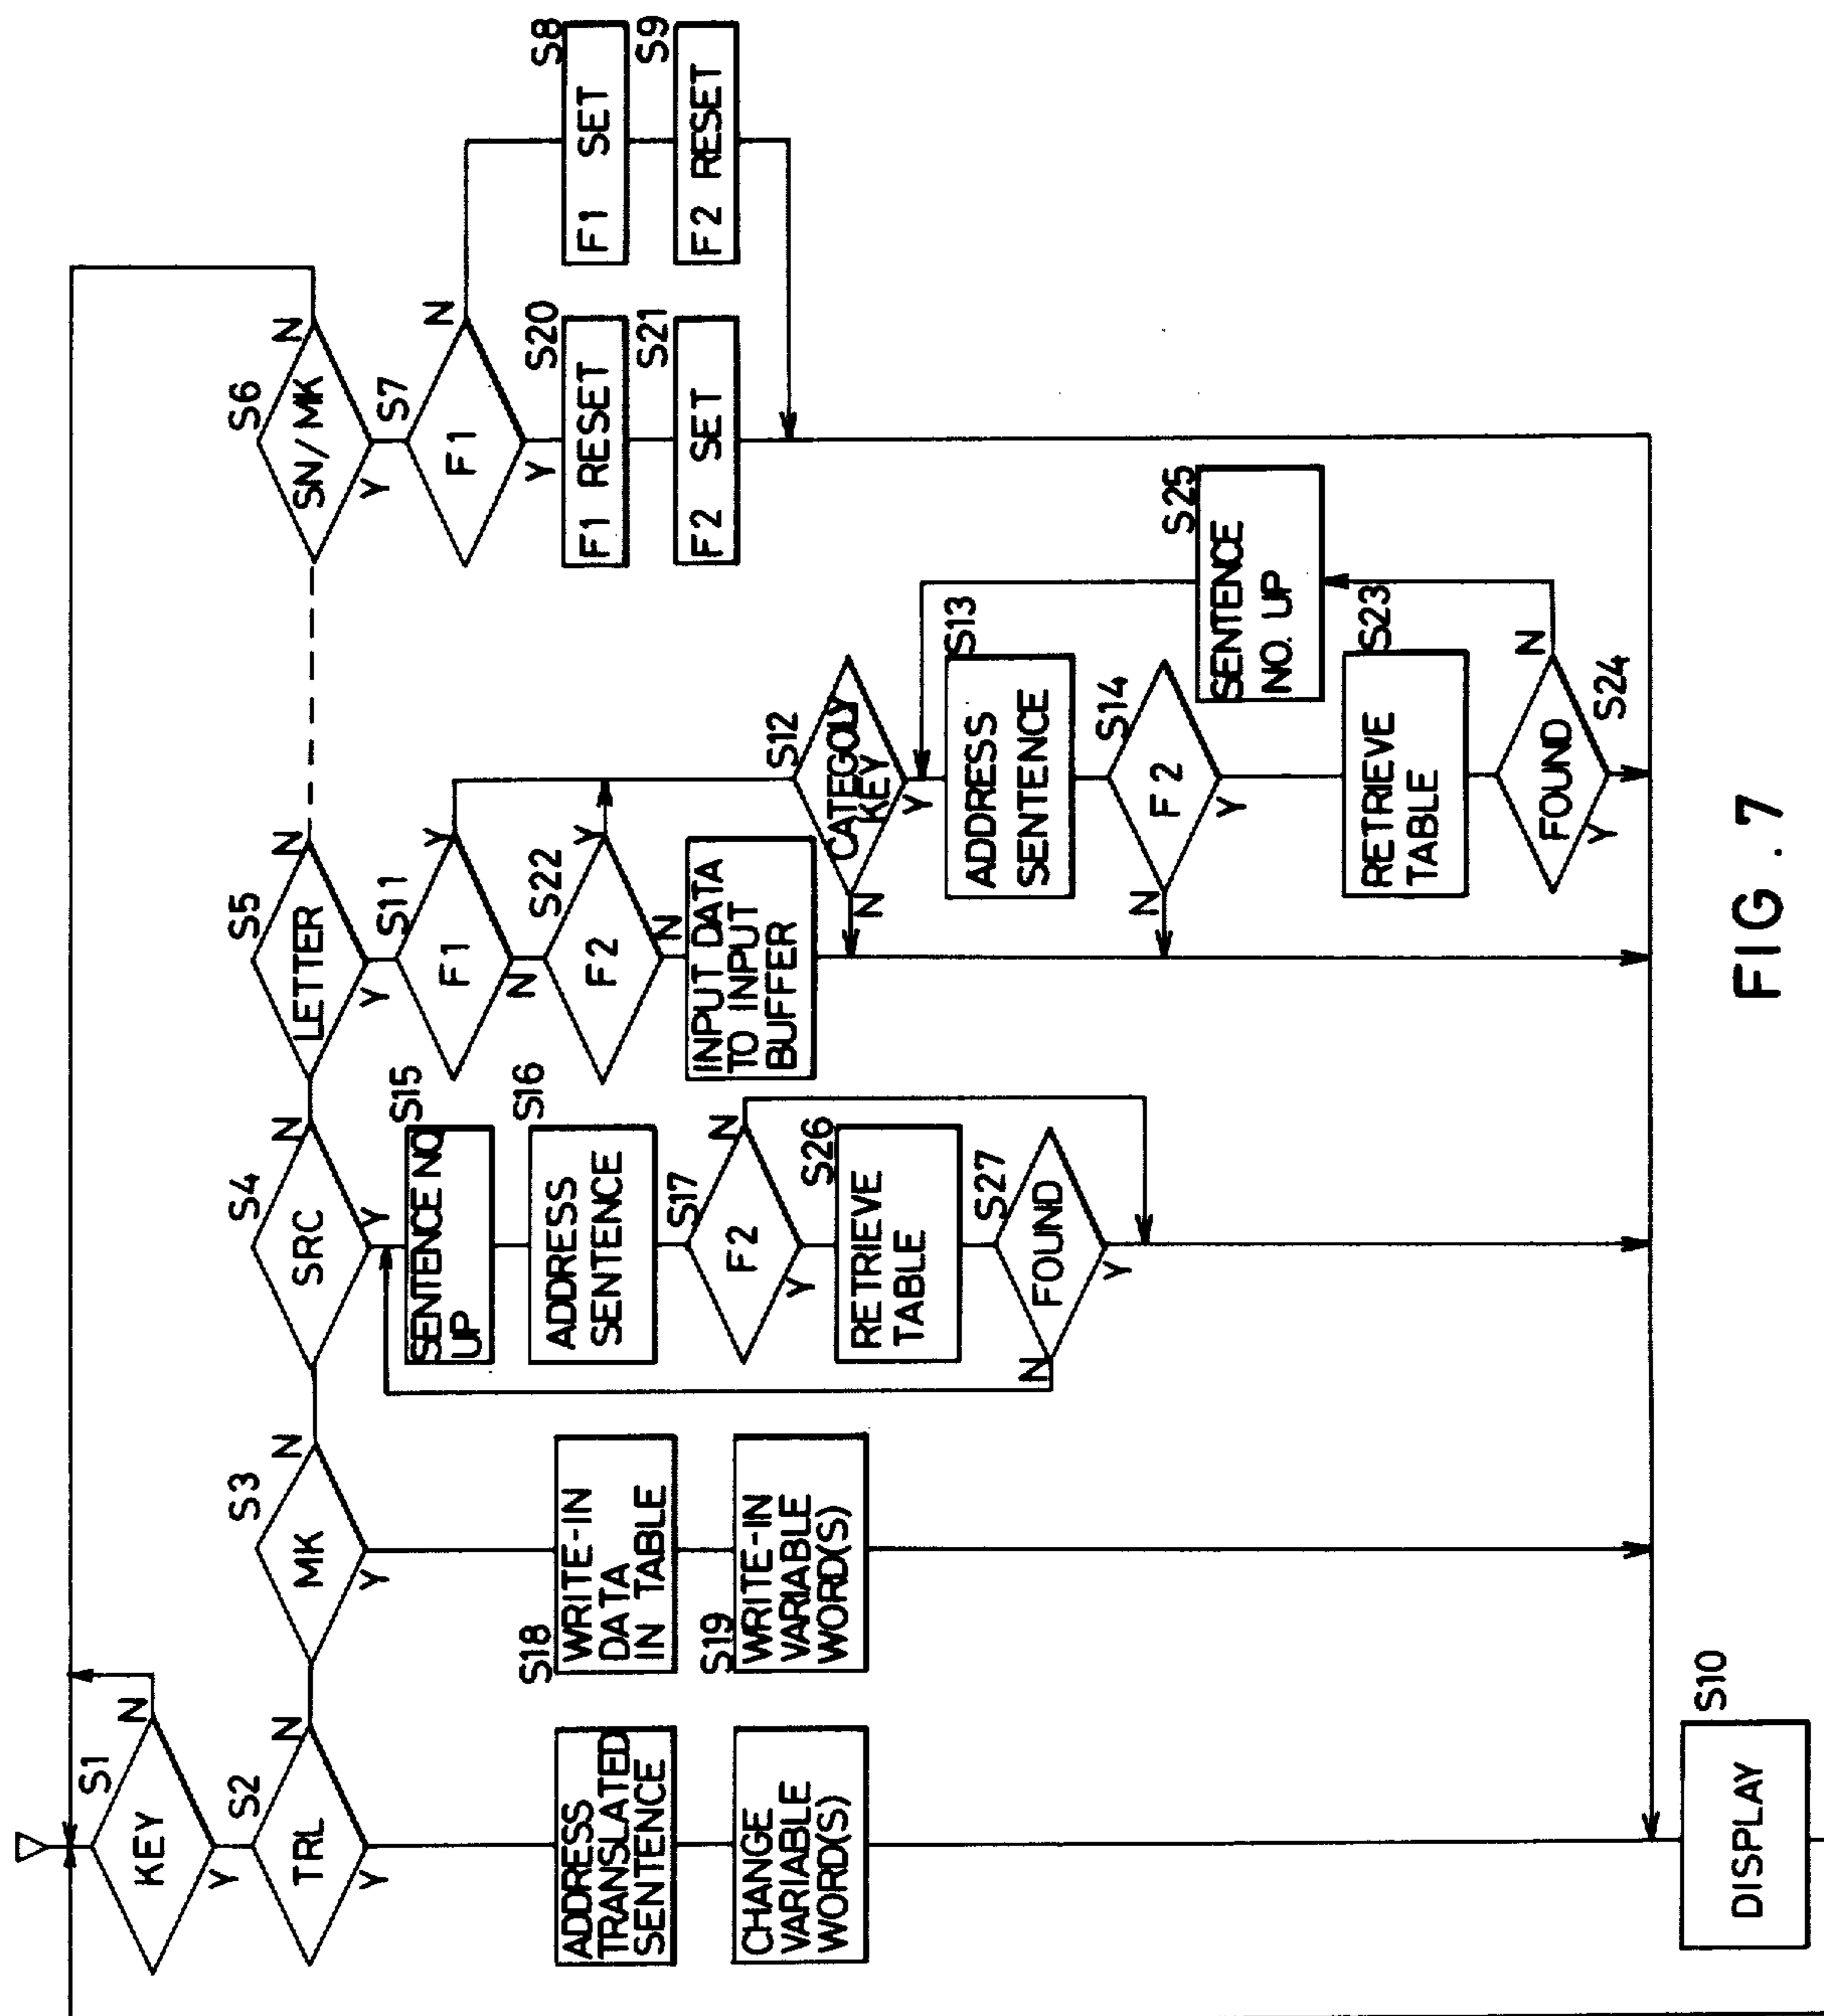 S1
KEY
N
Y
S2
TRL
N
Y
ADDRESS
TRANSLATED
SENTENCE
CHANGE
VARIABLE
WORD(S)
S3
MK
N
Y
S18
WRITE-IN
DATA
IN TABLE
S19
WRITE-IN
VARIABLE
WORD(S)
S4
SRC
N
Y
S15
SENTENCE NO
UP
S16
ADDRESS
SENTENCE
S17
F2
N
Y
S26
RETRIEVE
TABLE
S27
FOUND
N
Y
S5
LETTER
N
Y
S11
F1
Y
N
S22
F2
Y
N
INPUT DATA
TO INPUT
BUFFER
S12
CATEGOLY
KEY
N
Y
S13
ADDRESS
SENTENCE
S14
F2
N
Y
S23
RETRIEVE
TABLE
FOUND
S24
N
Y
S25
SENTENCE
NO. UP
S6
SN/MK
N
Y
S7
F1
N
Y
S20
F1 RESET
S21
F2 SET
S8
F1 SET
S9
F2 RESET
S10
DISPLAY
FIG. 7